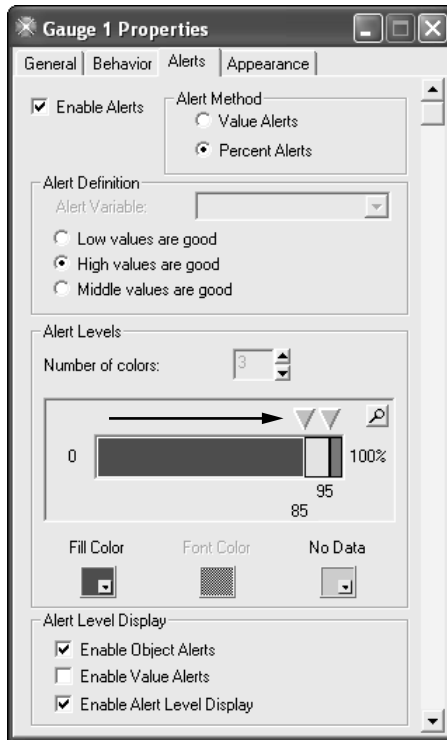 Gauge 1 Properties
General Behavior Alerts Appearance
Enable Alerts
Alert Method
Value Alerts
Percent Alerts
Alert Definition
Alert Variable:
Low values are good
High values are good
Middle values are good
Alert Levels
Number of colors: 3
0 100%
95
85
Fill Color Font Color No Data
Alert Level Display
Enable Object Alerts
Enable Value Alerts
Enable Alert Level Display